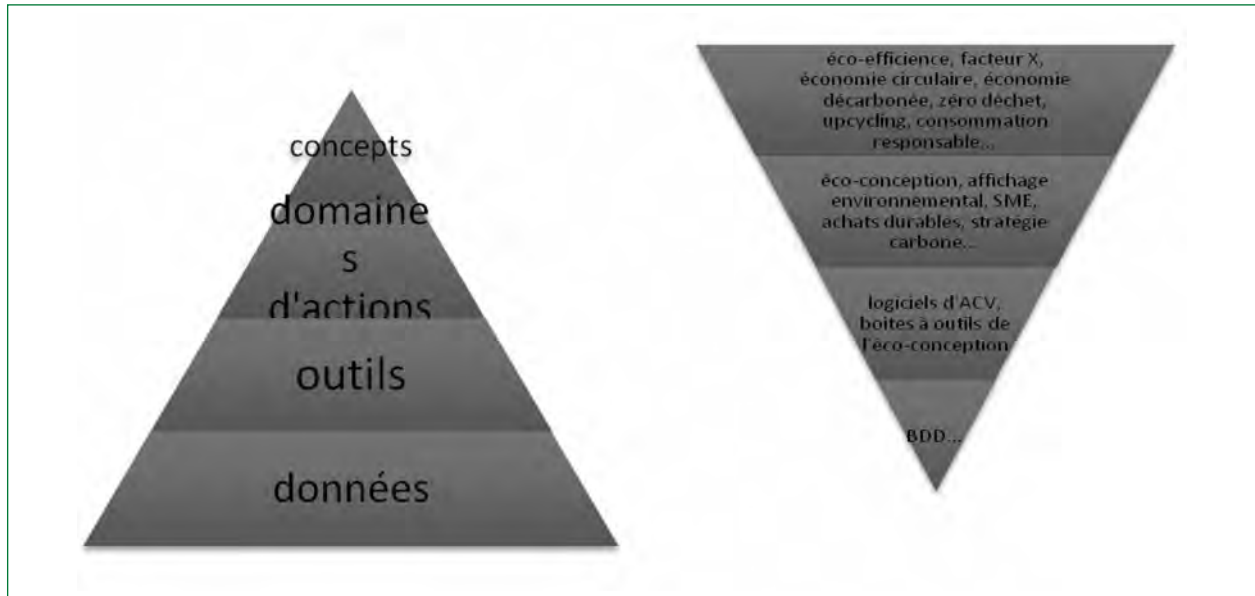 concepts
domaine
s
d'actions
outils
données
éco-efficience, facteur X,
économie circulaire, économie
décarbonée, zéro déchet,
upcycling, consommation
responsable...
éco-conception, affichage
environnemental, SME,
achats durables, stratégie
carbone...
logiciels d'ACV,
boites à outils de
l'éco-conception
BDD...